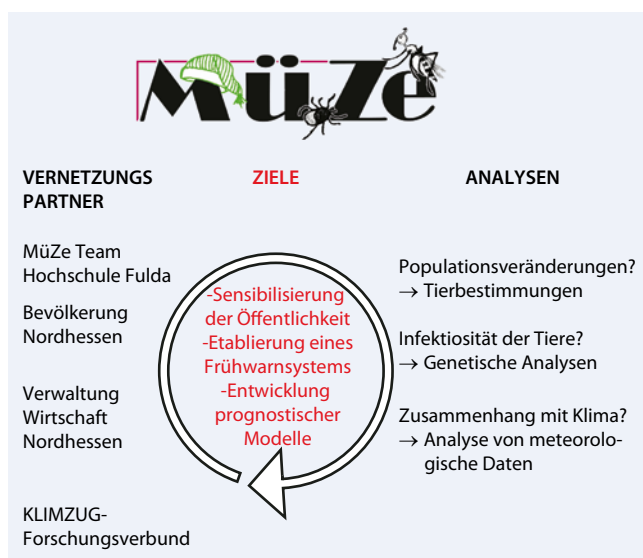 MüZe
VERNETZUNGS
PARTNER
MüZe Team
Hochschule Fulda
Bevölkerung
Nordhessen
Verwaltung
Wirtschaft
Nordhessen
KLIMZUG-
Forschungsverbund
ZIELE
-Sensibilisierung
der Öffentlichkeit
-Etablierung eines
Frühwarnsystems
-Entwicklung
prognostischer
Modelle
ANALYSEN
Populationsveränderungen?
→ Tierbestimmungen
Infektiosität der Tiere?
→ Genetische Analysen
Zusammenhang mit Klima?
→ Analyse von meteorolo-
gische Daten